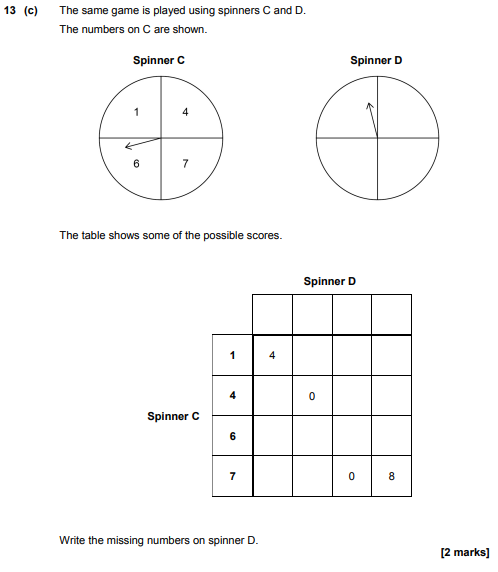 13 (c) The same game is played using spinners C and D.
The numbers on C are shown.
Spinner C Spinner D
1 4
6 7
The table shows some of the possible scores.
Spinner D
1 4
4 0
Spinner C
6
7 0 8
Write the missing numbers on spinner D.
[2 marks]